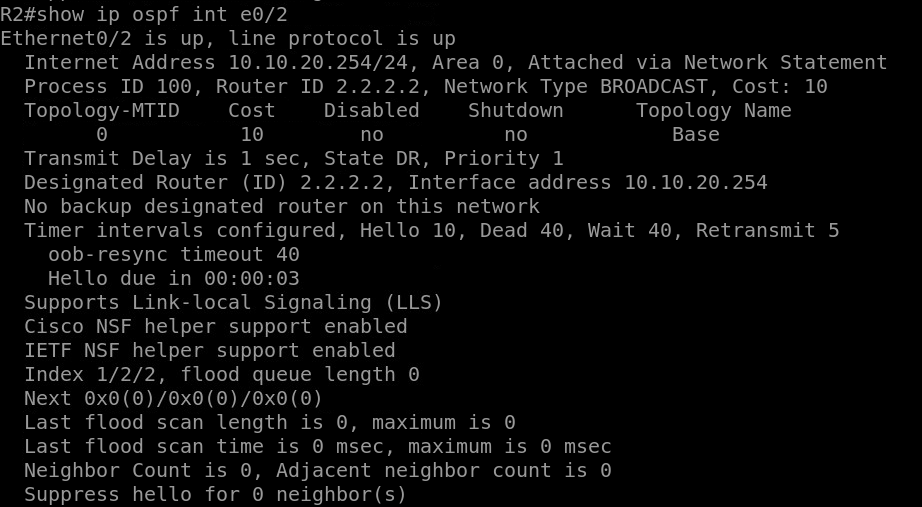 R2#show ip ospf int e0/2
Ethernet0/2 is up, line protocol is up
Internet Address 10.10.20.254/24, Area 0, Attached via Network Statement
Process ID 100, Router ID 2.2.2.2, Network Type BROADCAST, Cost: 10
Topology-MTID    Cost    Disabled    Shutdown      Topology Name
0           10         no          no            Base
Transmit Delay is 1 sec, State DR, Priority 1
Designated Router (ID) 2.2.2.2, Interface address 10.10.20.254
No backup designated router on this network
Timer intervals configured, Hello 10, Dead 40, Wait 40, Retransmit 5
oob-resync timeout 40
Hello due in 00:00:03
Supports Link-local Signaling (LLS)
Cisco NSF helper support enabled
IETF NSF helper support enabled
Index 1/2/2, flood queue length 0
Next 0x0(0)/0x0(0)/0x0(0)
Last flood scan length is 0, maximum is 0
Last flood scan time is 0 msec, maximum is 0 msec
Neighbor Count is 0, Adjacent neighbor count is 0
Suppress hello for 0 neighbor(s)